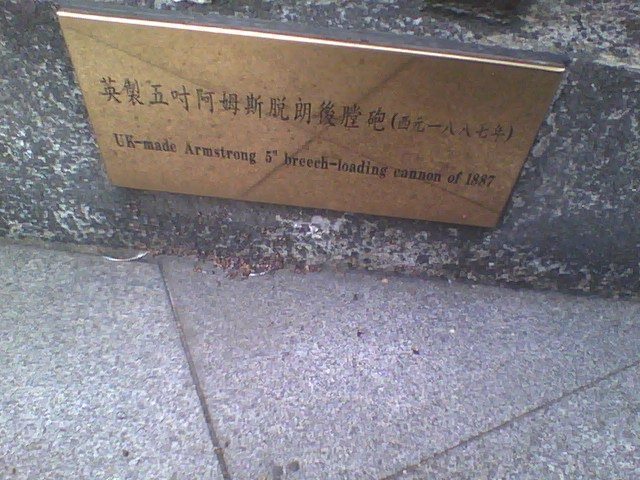 英製五吋阿姆斯脱朗後膛砲(西元一八八七年)
UK-made Armstrong 5" breech-loading cannon of 1887